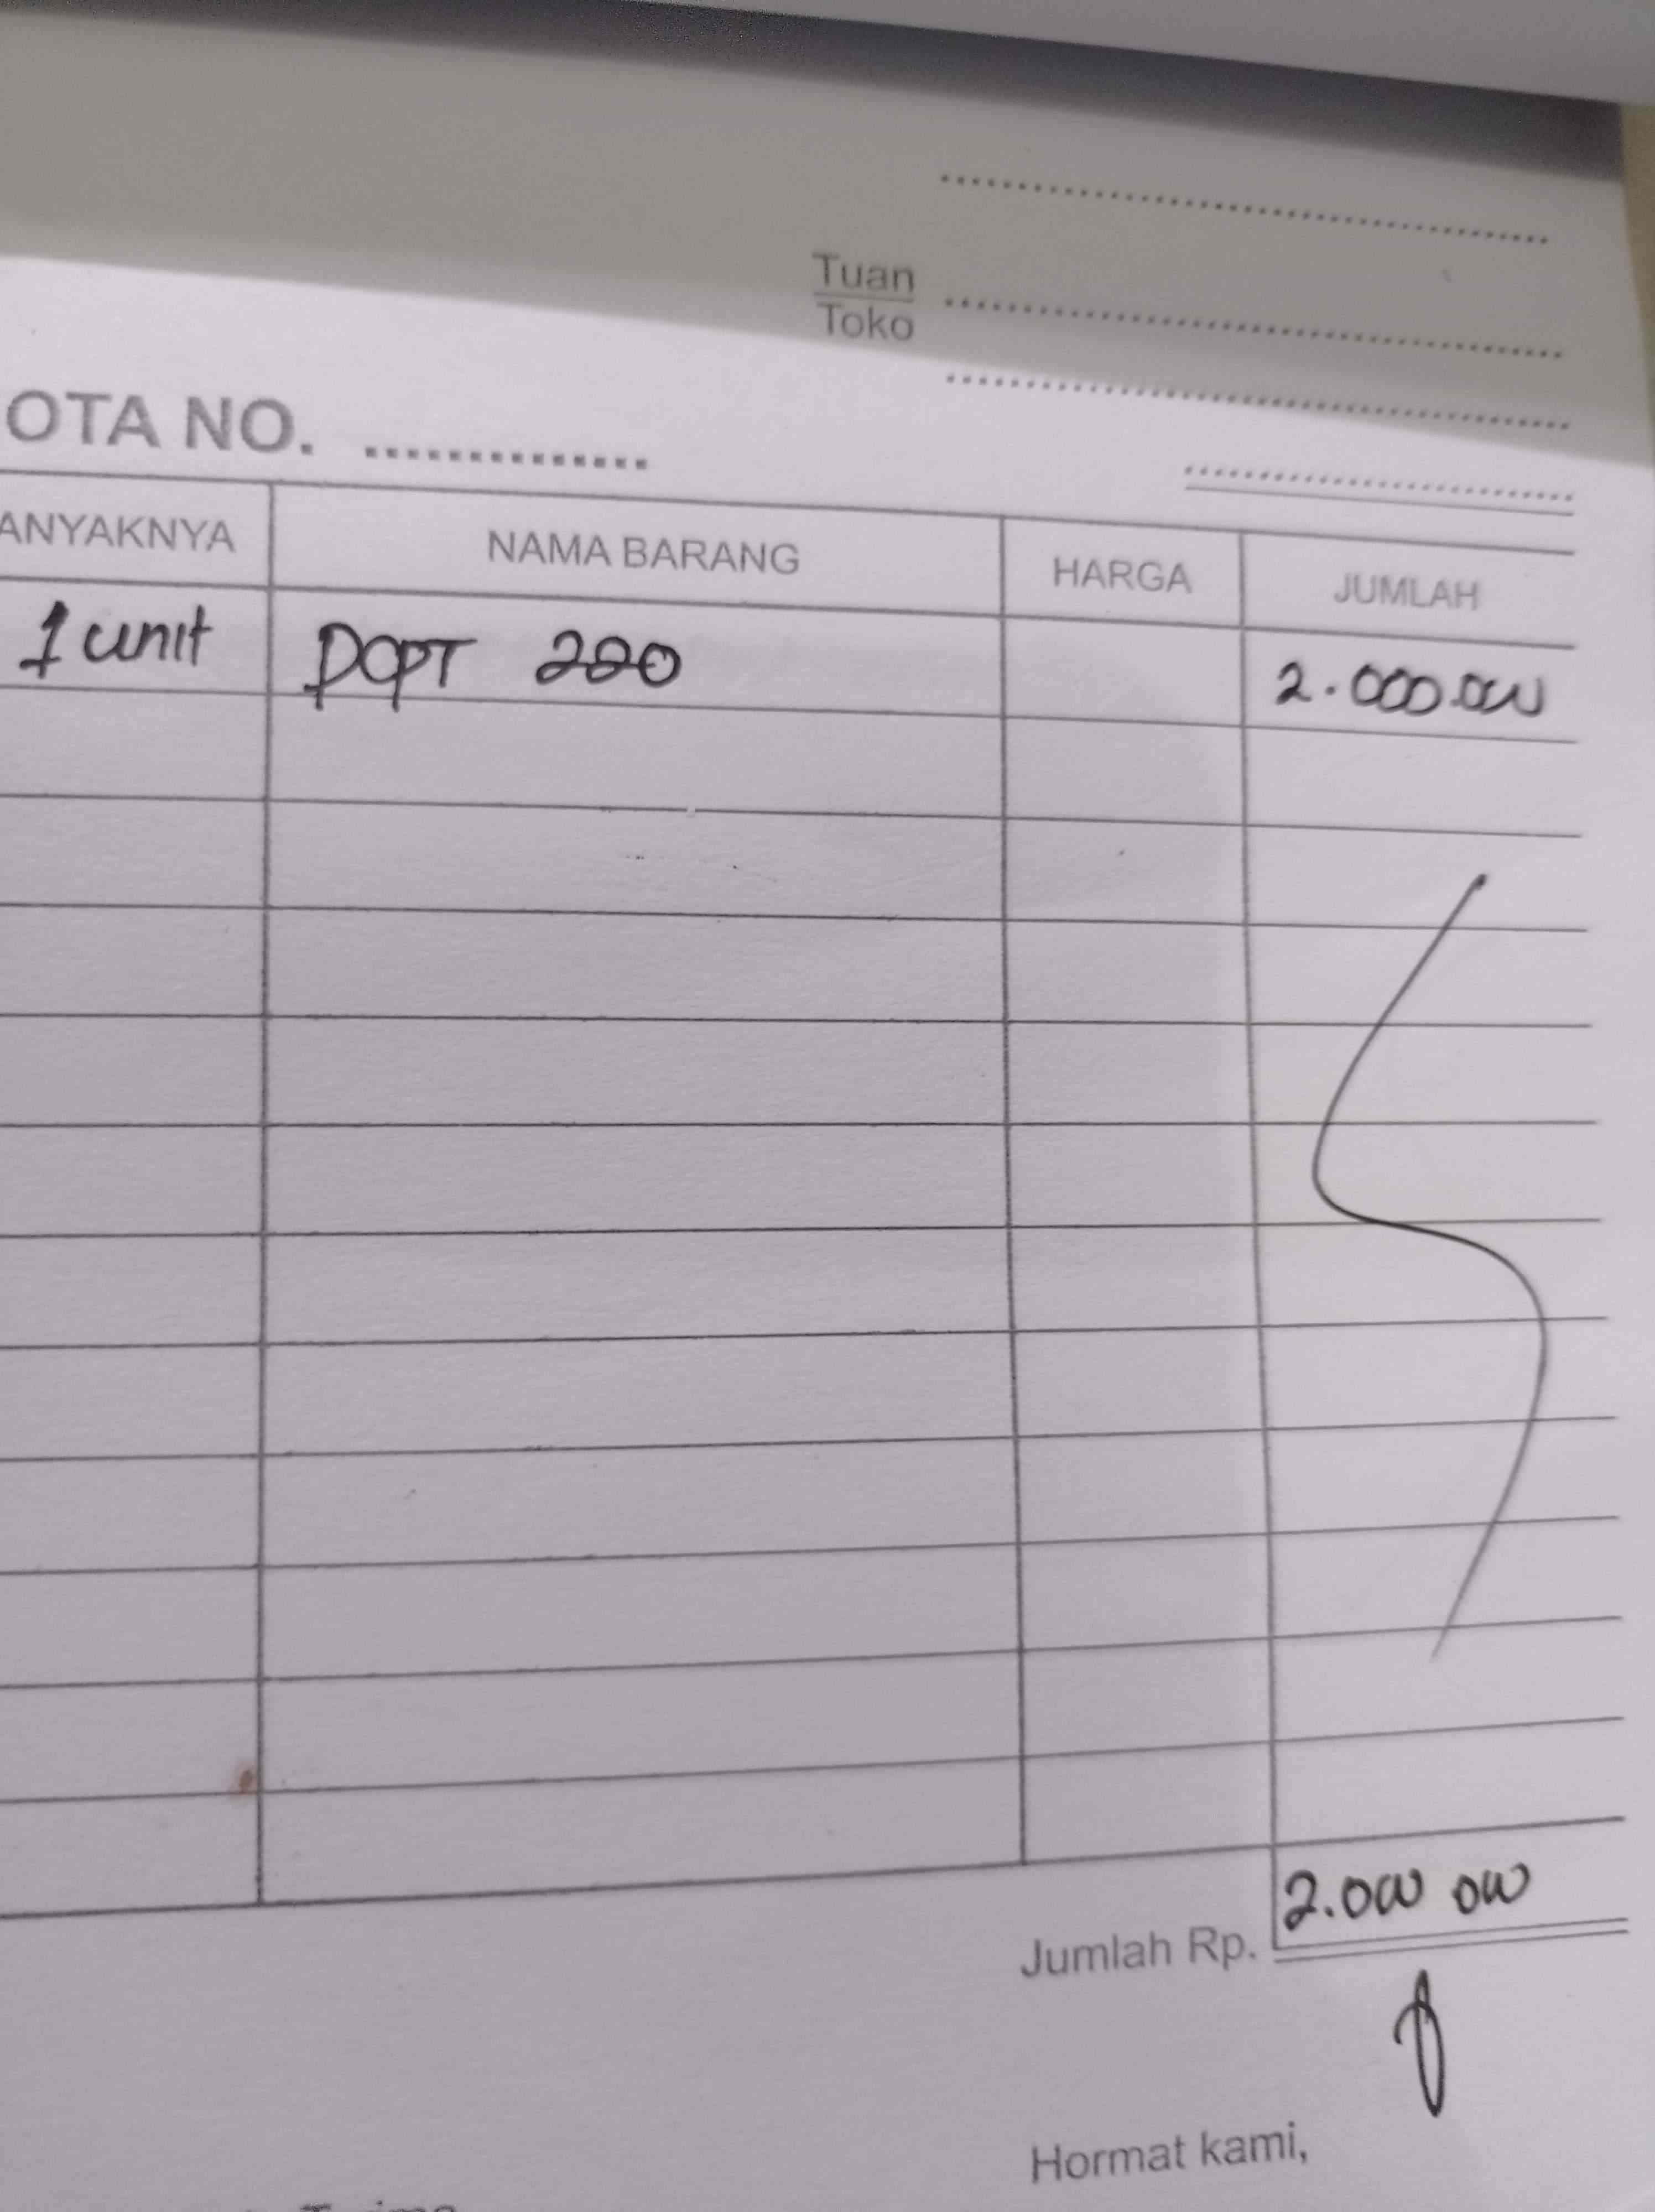 Tuan
Toko
OTA NO. ...............
ANYAKNYA NAMA BARANG HARGA JUMLAH
1 unit DCPT 220 2.000.000
Jumlah Rp. 2.000 000
Hormat kami,